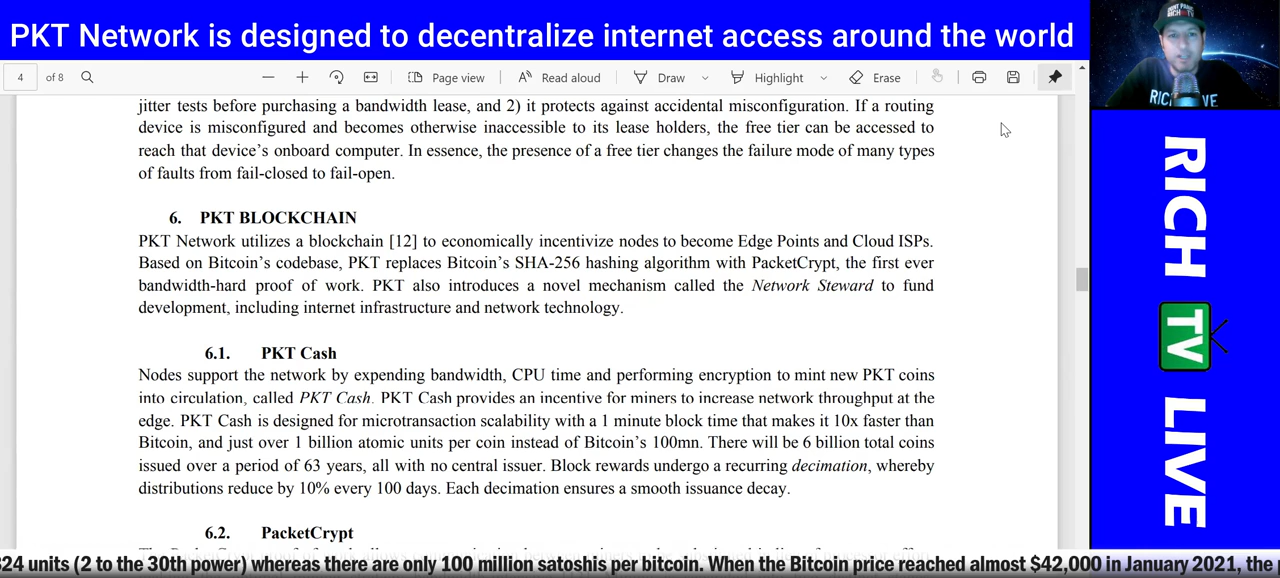 PKT Network is designed to decentralize internet access around the world
4 of 8
Page view
Read aloud
Draw
Highlight
Erase
jitter tests before purchasing a bandwidth lease, and 2) it protects against accidental misconfiguration. If a routing
device is misconfigured and becomes otherwise inaccessible to its lease holders, the free tier can be accessed to
reach that device's onboard computer. In essence, the presence of a free tier changes the failure mode of many types
of faults from fail-closed to fail-open.
6. PKT BLOCKCHAIN
PKT Network utilizes a blockchain [12] to economically incentivize nodes to become Edge Points and Cloud ISPs.
Based on Bitcoin's codebase, PKT replaces Bitcoin's SHA-256 hashing algorithm with PacketCrypt, the first ever
bandwidth-hard proof of work. PKT also introduces a novel mechanism called the Network Steward to fund
development, including internet infrastructure and network technology.
6.1. PKT Cash
Nodes support the network by expending bandwidth, CPU time and performing encryption to mint new PKT coins
into circulation, called PKT Cash. PKT Cash provides an incentive for miners to increase network throughput at the
edge. PKT Cash is designed for microtransaction scalability with a 1 minute block time that makes it 10x faster than
Bitcoin, and just over 1 billion atomic units per coin instead of Bitcoin's 100mn. There will be 6 billion total coins
issued over a period of 63 years, all with no central issuer. Block rewards undergo a recurring decimation, whereby
distributions reduce by 10% every 100 days. Each decimation ensures a smooth issuance decay.
6.2. PacketCrypt
324 units (2 to the 30th power) whereas there are only 100 million satoshis per bitcoin. When the Bitcoin price reached almost $42,000 in January 2021, the
RICH TV LIVE